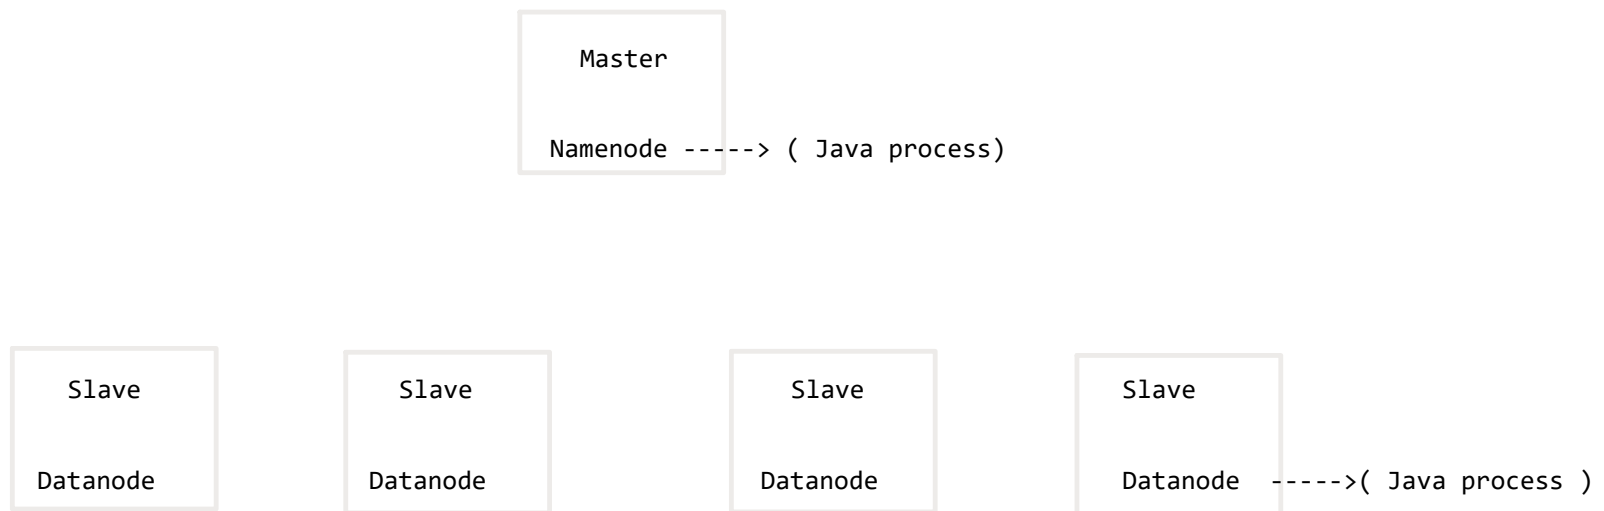 Master
Namenode -----> ( Java process)
Slave Slave Slave Slave
Datanode Datanode Datanode Datanode ----->( Java process )